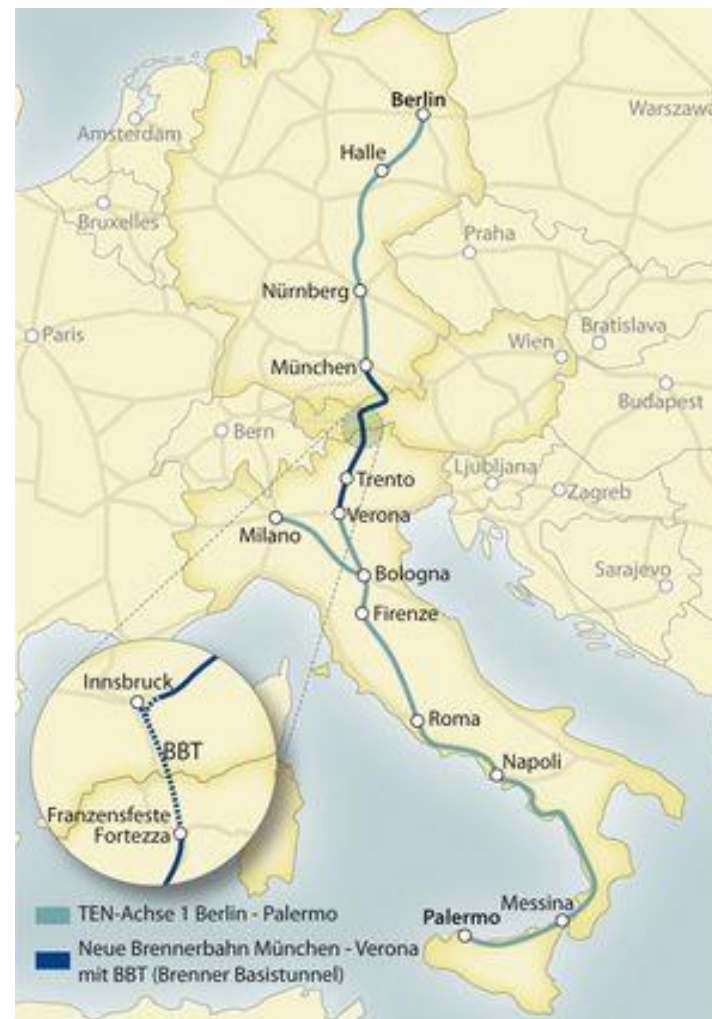 Berlin
Warszawa
Amsterdam
Halle
Bruxelles
Praha
Nürnberg
Paris
Bratislava
Wien
München
Budapest
Bern
Ljubljana
Trento
Zagreb
Verona
Milano
Bologna
Sarajevo
Firenze
Innsbruck
Roma
BBT
Napoli
Franzensfeste
Fortezza
Messina
Palermo
TEN-Achse 1 Berlin - Palermo
Neue Brennerbahn München - Verona
mit BBT (Brenner Basistunnel)